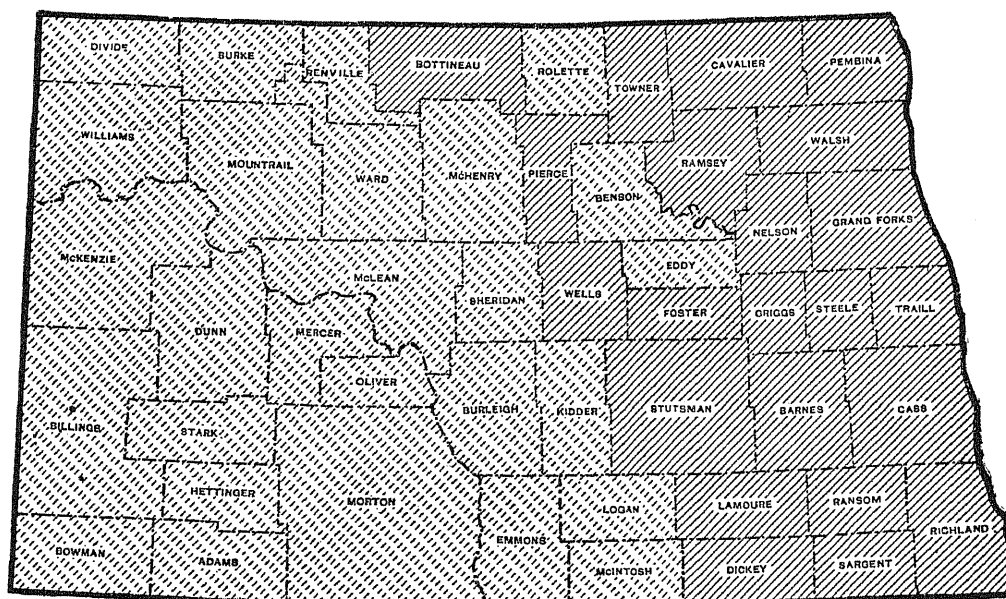 DIVIDE
BURKE
RENVILLE
BOTTINEAU
ROLETTE
TOWNER
CAVALIER
PEMBINA
WILLIAMS
MOUNTRAIL
WARD
McHENRY
PIERCE
BENSON
RAMSEY
WALSH
McKENZIE
McLEAN
SHERIDAN
WELLS
EDDY
NELSON
GRAND FORKS
DUNN
MERCER
OLIVER
FOSTER
GRIGGS
STEELE
TRAILL
BILLINGS
STARK
BURLEIGH
KIDDER
STUTSMAN
BARNES
CASS
HETTINGER
MORTON
EMMONS
LOGAN
LAMOURE
RANSOM
RICHLAND
BOWMAN
ADAMS
McINTOSH
DICKEY
SARGENT